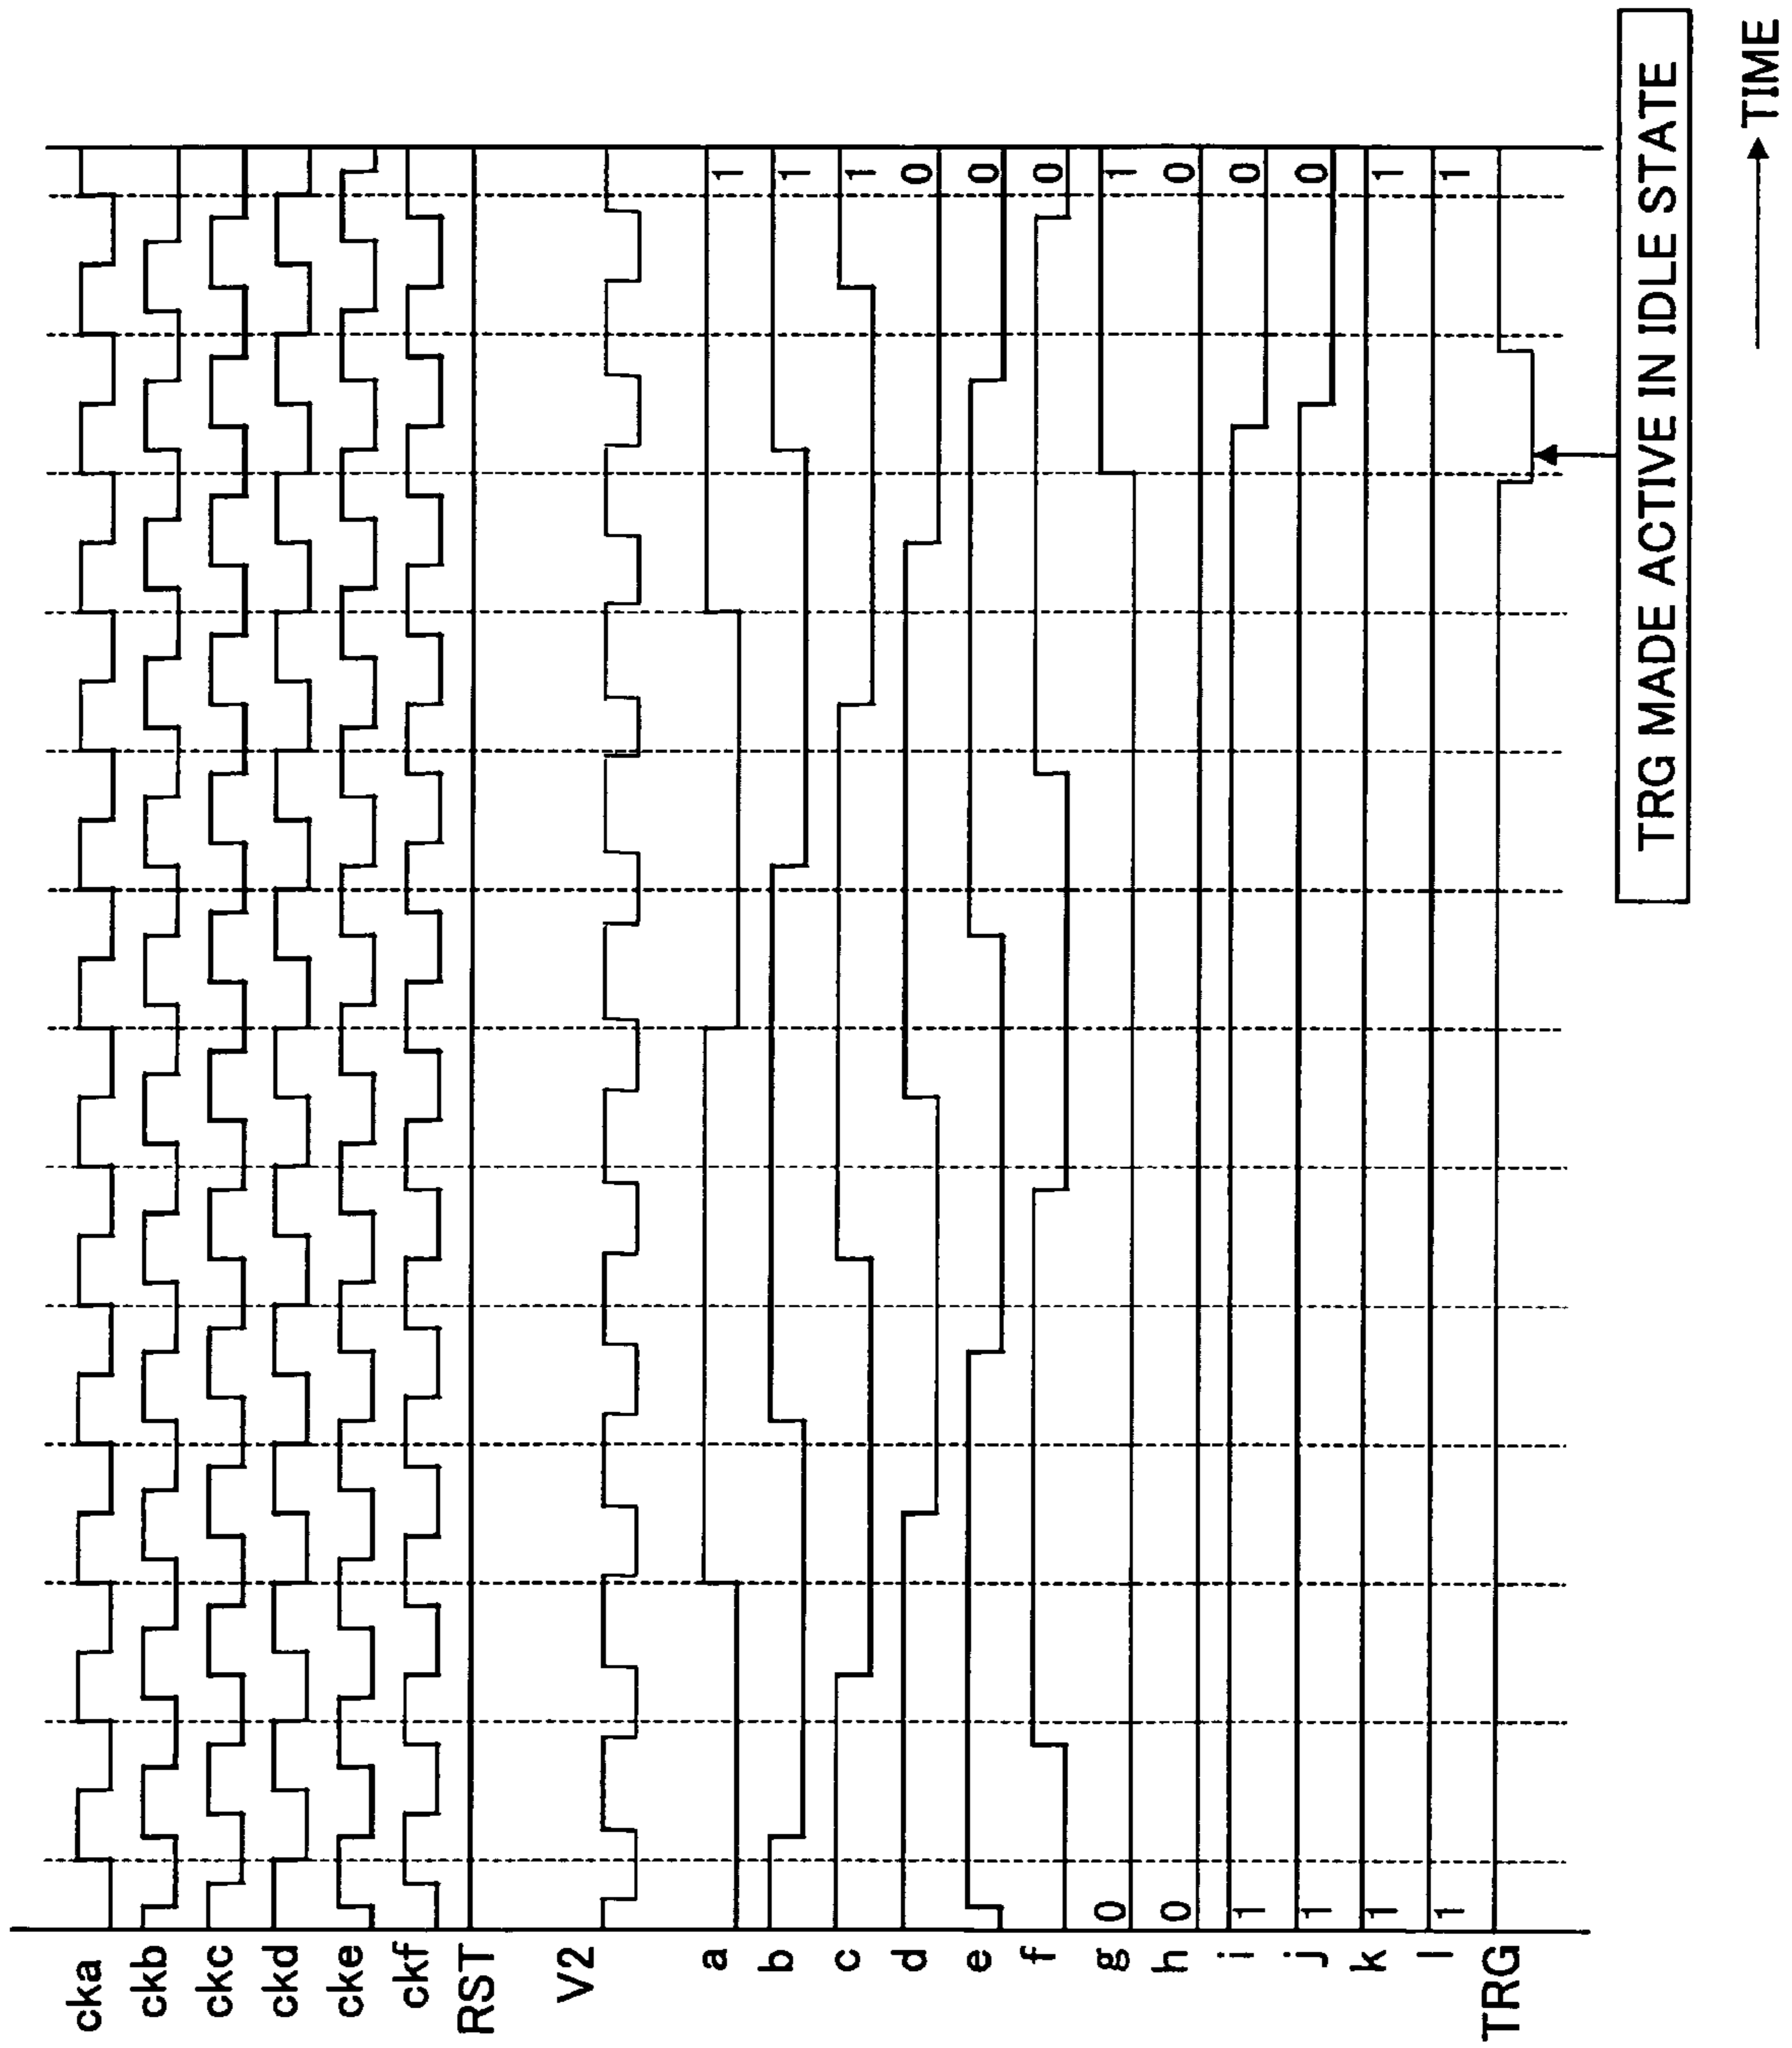 cka
ckb
ckc
ckd
cke
ckf
RST
V2
a 1
b 1
c 1
d 0
e 0
f 0
g 0 1
h 0 0
i 1 0
j 1 0
k 1 1
l 1 1
TRG
TRG MADE ACTIVE IN IDLE STATE
TIME